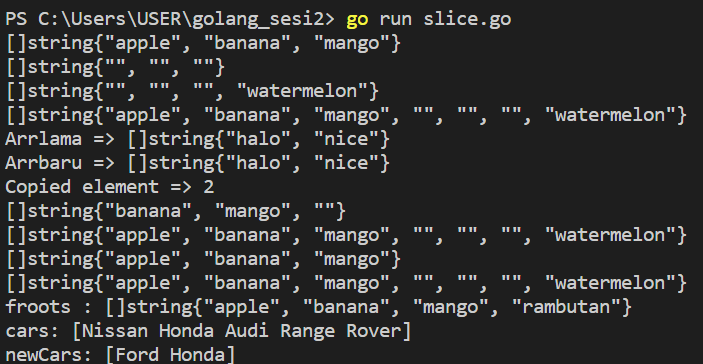 PS C:\Users\USER\golang_sesi2> go run slice.go
[]string{"apple", "banana", "mango"}
[]string{"", "", ""}
[]string{"", "", "", "watermelon"}
[]string{"apple", "banana", "mango", "", "", "", "watermelon"}
Arrlama => []string{"halo", "nice"}
Arrbaru => []string{"halo", "nice"}
Copied element => 2
[]string{"banana", "mango", ""}
[]string{"apple", "banana", "mango", "", "", "", "watermelon"}
[]string{"apple", "banana", "mango"}
[]string{"apple", "banana", "mango", "", "", "", "watermelon"}
froots : []string{"apple", "banana", "mango", "rambutan"}
cars: [Nissan Honda Audi Range Rover]
newCars: [Ford Honda]